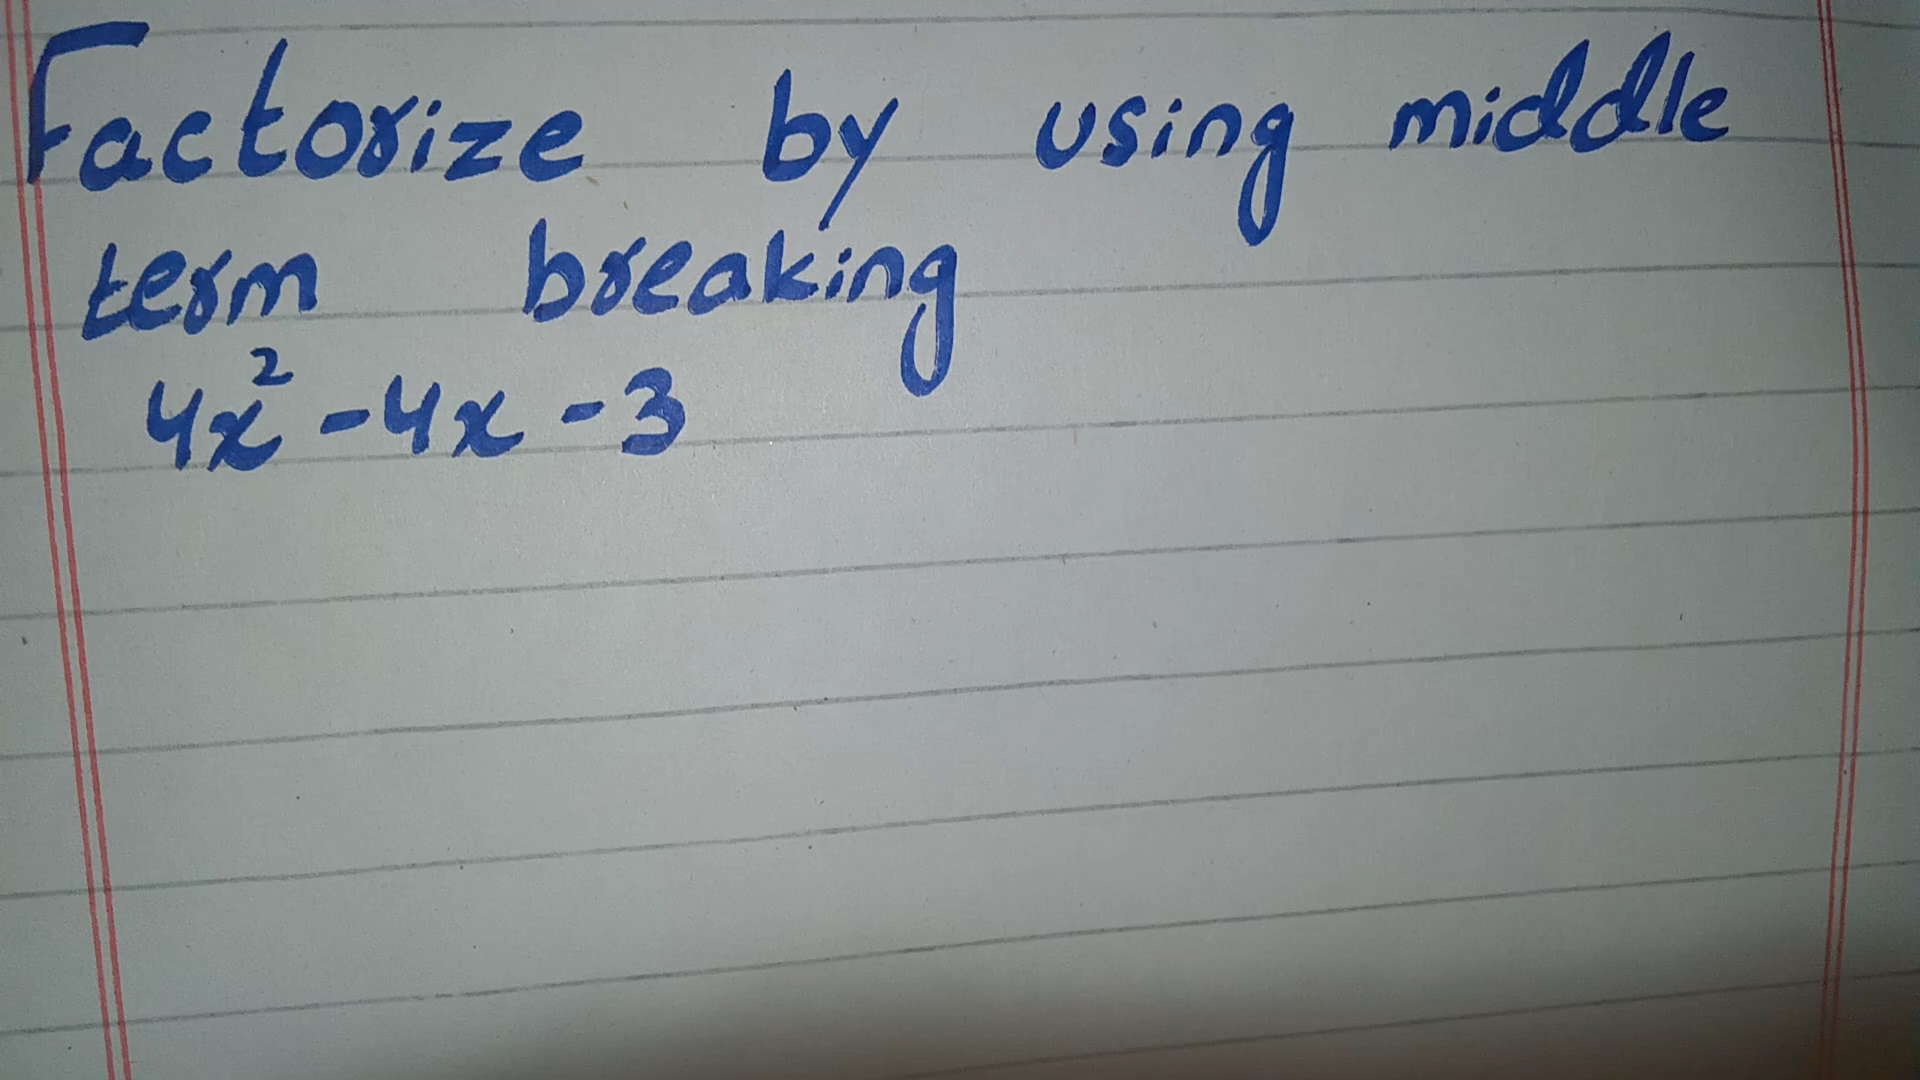 Factorize by using middle
term breaking
4x² - 4x - 3